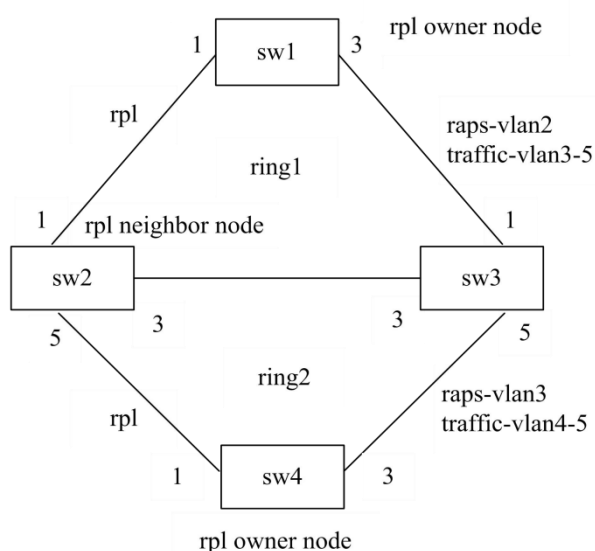 rpl owner node
1
sw1
3
rpl
raps-vlan2
traffic-vlan3-5
ring1
1
rpl neighbor node
1
sw2
sw3
5
3
3
5
ring2
raps-vlan3
traffic-vlan4-5
rpl
1
sw4
3
rpl owner node